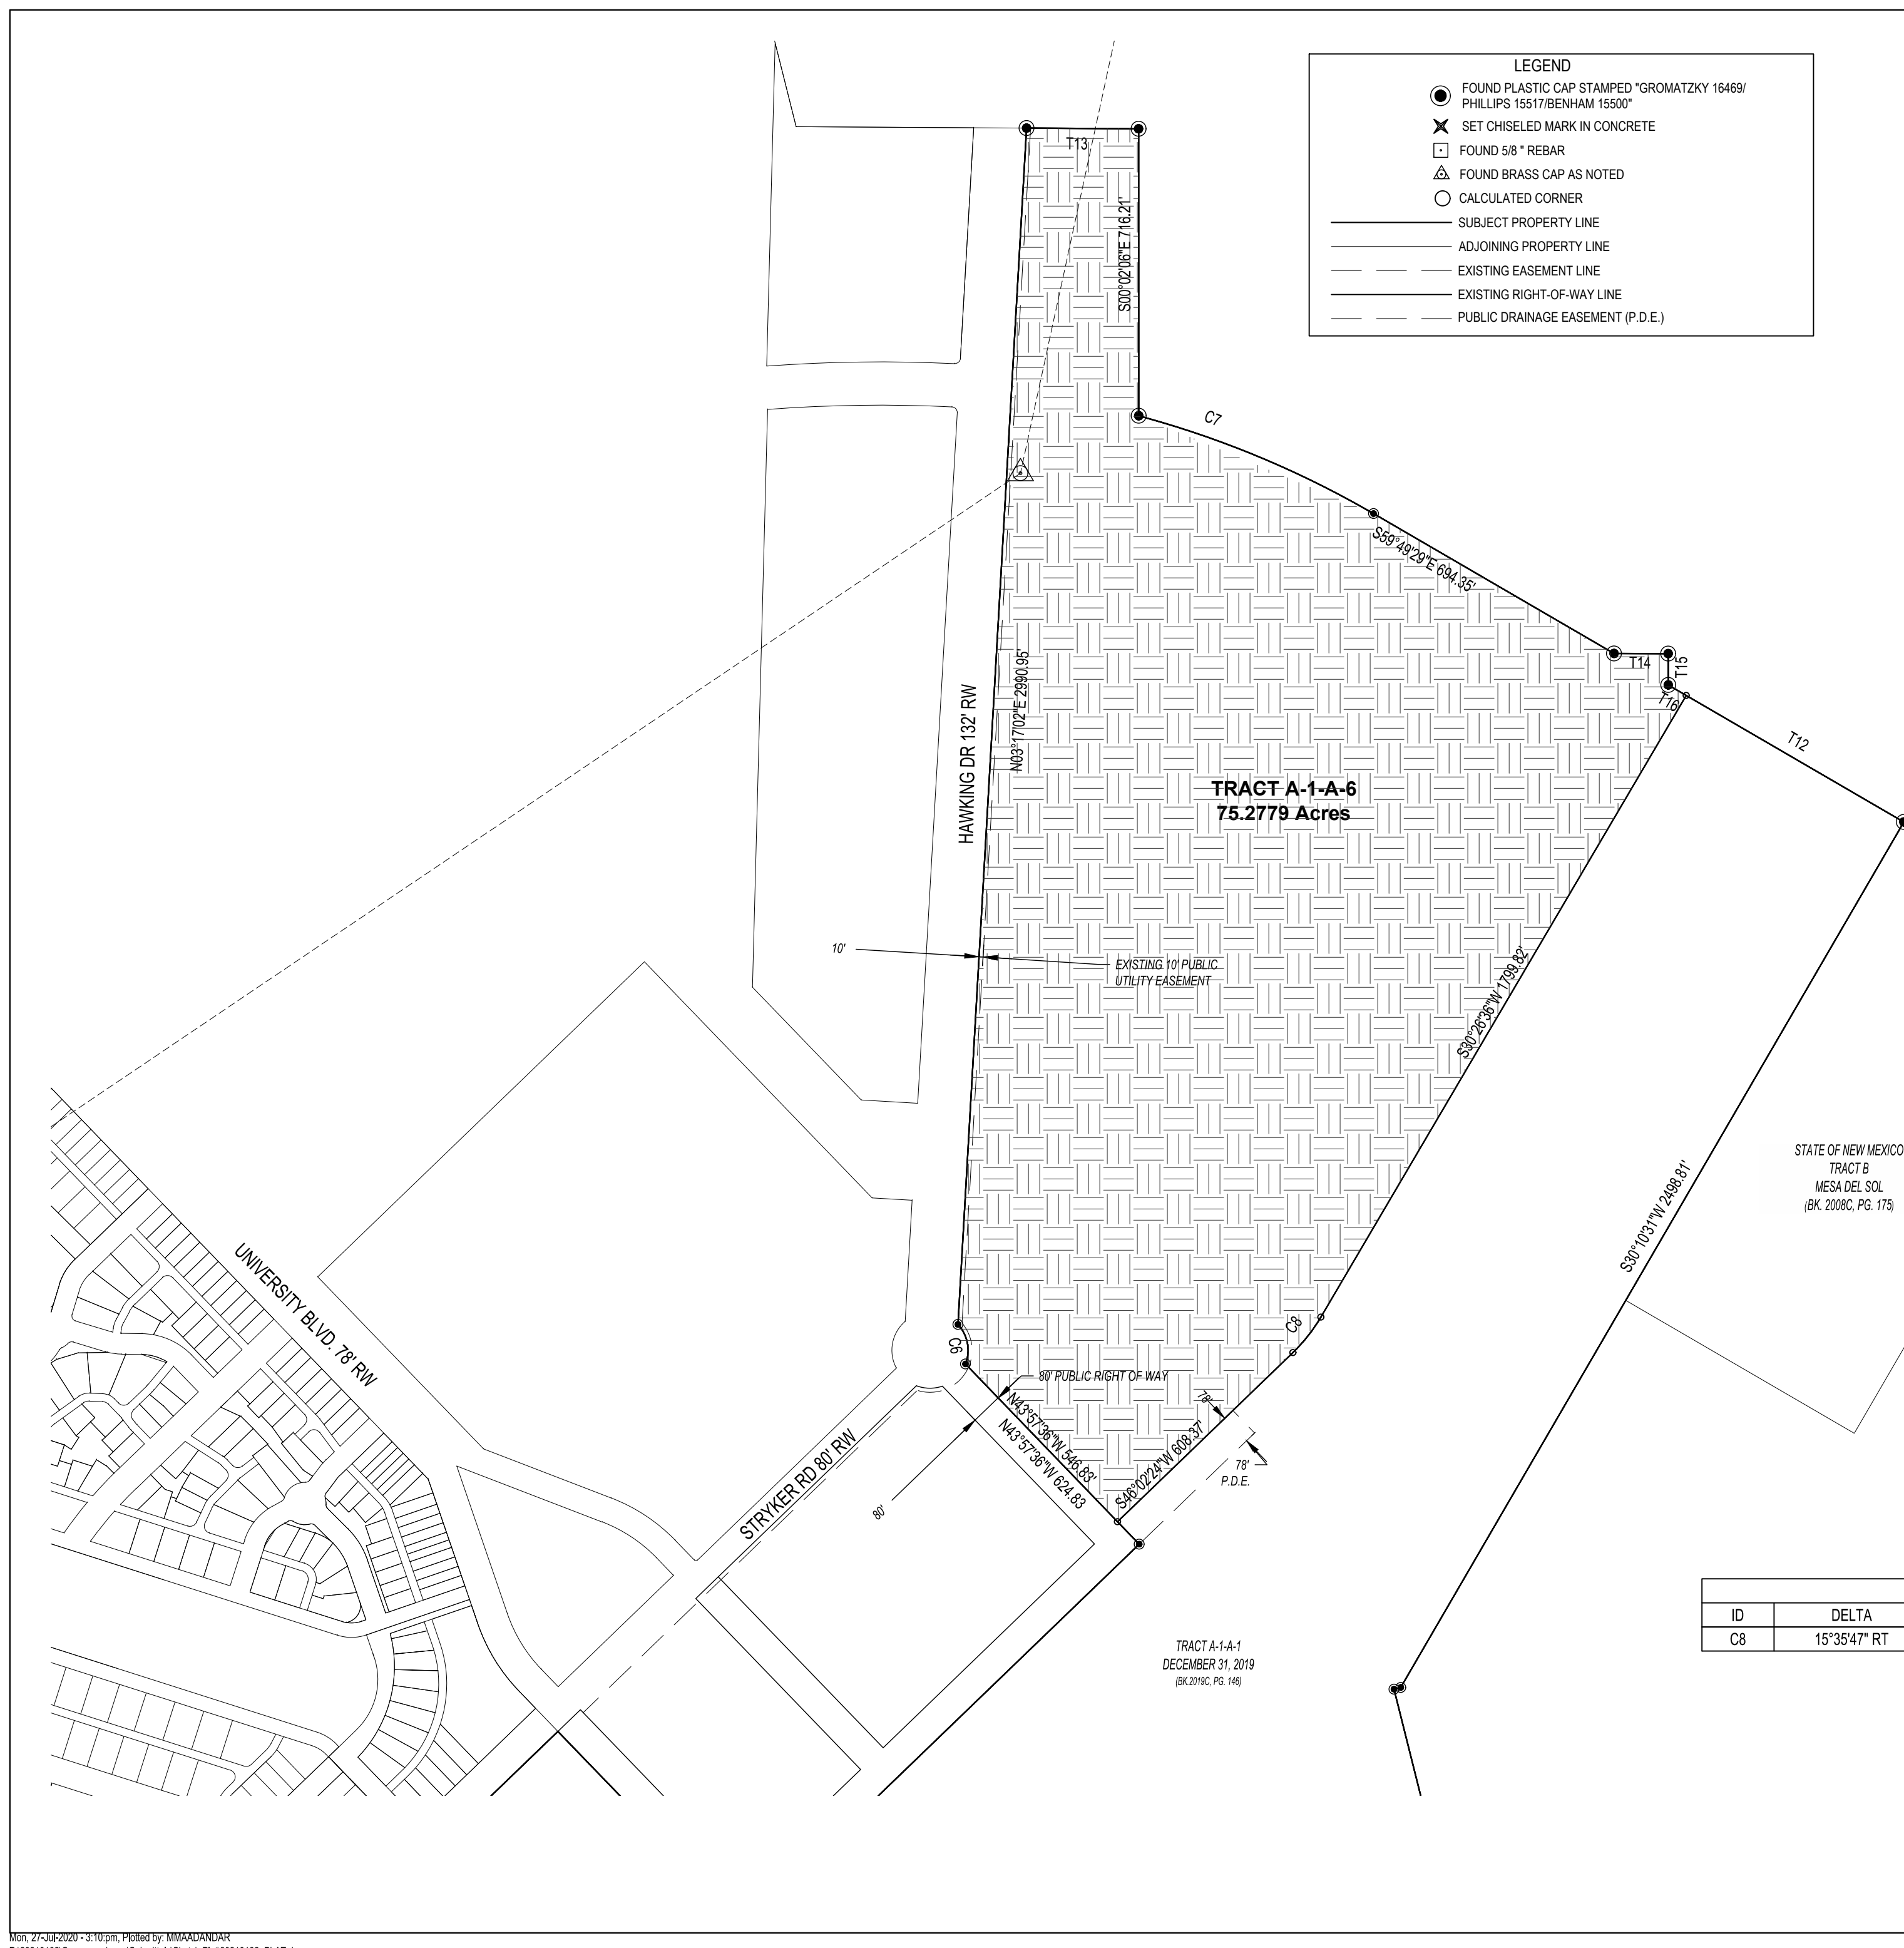 LEGEND
FOUND PLASTIC CAP STAMPED "GROMATZKY 16469/
PHILLIPS 15517/BENHAM 15500"
SET CHISELED MARK IN CONCRETE
FOUND 5/8 " REBAR
FOUND BRASS CAP AS NOTED
CALCULATED CORNER
SUBJECT PROPERTY LINE
ADJOINING PROPERTY LINE
EXISTING EASEMENT LINE
EXISTING RIGHT-OF-WAY LINE
PUBLIC DRAINAGE EASEMENT (P.D.E.)
T13
S00°02'06"E 716.21'
C7
S59°49'29"E 694.35'
T14
T15
T16
T12
HAWKING DR 132' RW
N03°17'02"E 2990.95'
TRACT A-1-A-6
75.2779 Acres
10'
EXISTING 10' PUBLIC
UTILITY EASEMENT
S30°26'36"W 1799.82'
STATE OF NEW MEXICO
TRACT B
MESA DEL SOL
(BK. 2008C, PG. 175)
S30°10'31"W 2498.81'
UNIVERSITY BLVD. 78' RW
C6
C8
80' PUBLIC RIGHT OF WAY
78'
N43°57'36"W 546.83'
N43°57'36"W 624.83
S46°02'24"W 608.37'
78'
P.D.E.
STRYKER RD 80' RW
80'
TRACT A-1-A-1
DECEMBER 31, 2019
(BK.2019C, PG. 146)
ID DELTA
C8 15°35'47" RT
Mon, 27-Jul-2020 - 3:10:pm, Plotted by: MMAADANDAR